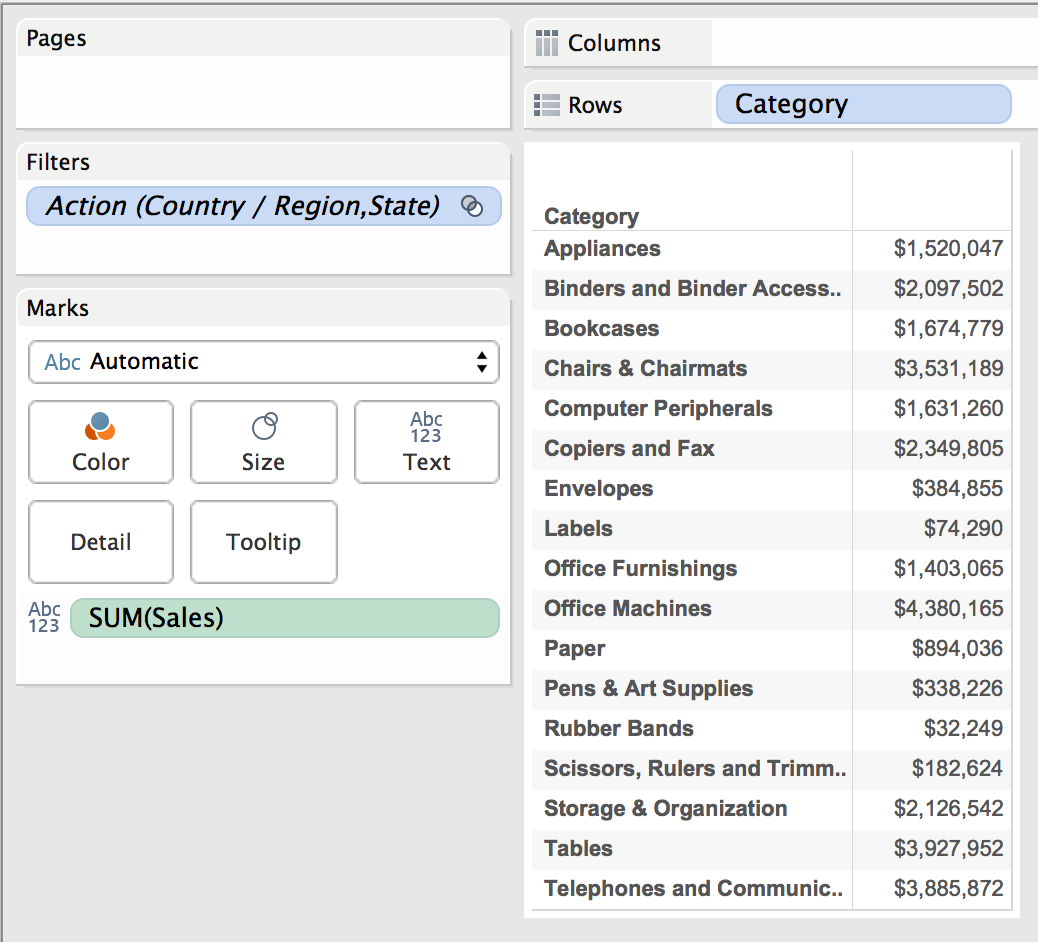 Pages
Filters
Action (Country / Region,State)
Marks
Abc Automatic
Color
Size
Abc
123
Text
Detail
Tooltip
Abc
123
SUM(Sales)
Columns
Rows
Category
Category
Appliances $1,520,047
Binders and Binder Access.. $2,097,502
Bookcases $1,674,779
Chairs & Chairmats $3,531,189
Computer Peripherals $1,631,260
Copiers and Fax $2,349,805
Envelopes $384,855
Labels $74,290
Office Furnishings $1,403,065
Office Machines $4,380,165
Paper $894,036
Pens & Art Supplies $338,226
Rubber Bands $32,249
Scissors, Rulers and Trimm.. $182,624
Storage & Organization $2,126,542
Tables $3,927,952
Telephones and Communic.. $3,885,872